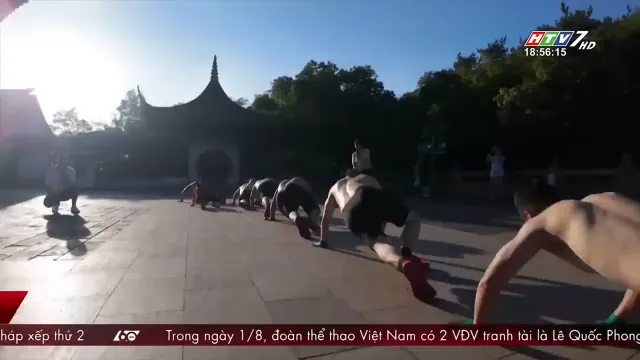 HTV7 HD
18:56:15
háp xếp thứ 2 60 Trong ngày 1/8, đoàn thể thao Việt Nam có 2 VĐV tranh tài là Lê Quốc Phong